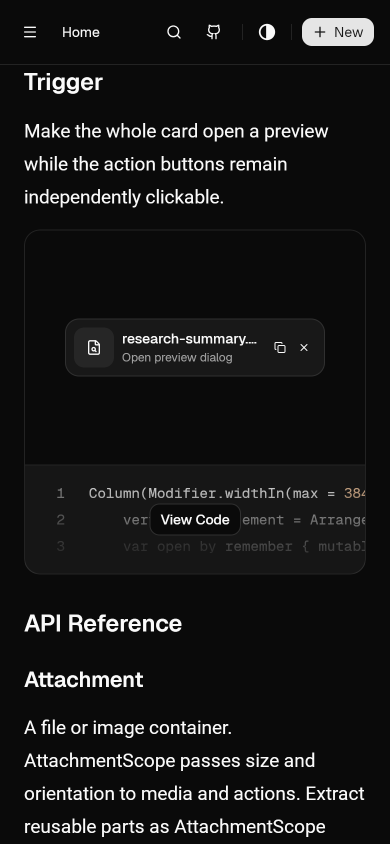 Home
New
Trigger
Make the whole card open a preview
while the action buttons remain
independently clickable.
research-summary....
Open preview dialog
1 Column(Modifier.widthIn(max = 384
2 ver View Code ement = Arrange
3 var open by remember { mutabl
API Reference
Attachment
A file or image container.
AttachmentScope passes size and
orientation to media and actions. Extract
reusable parts as AttachmentScope